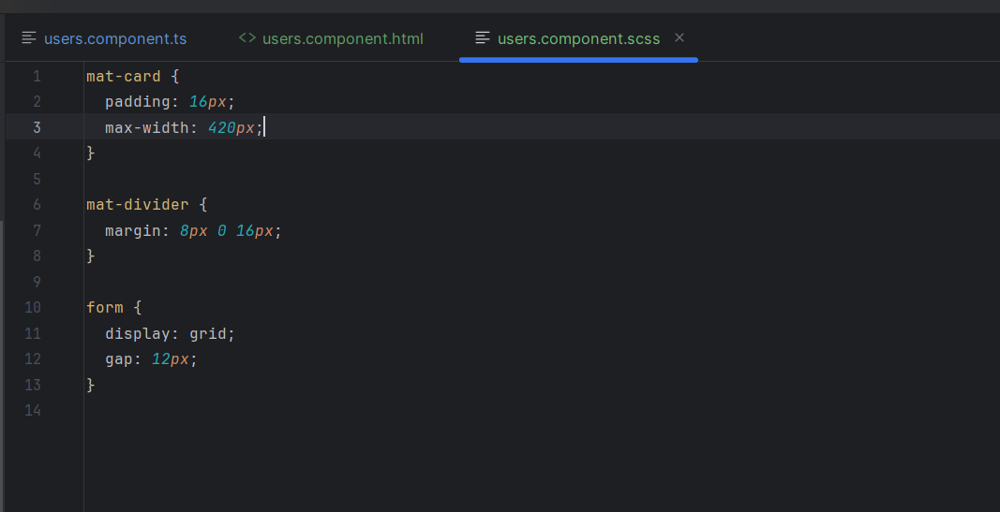 users.component.ts users.component.html users.component.scss
1 mat-card {
2   padding: 16px;
3   max-width: 420px;
4 }
5
6 mat-divider {
7   margin: 8px 0 16px;
8 }
9
10 form {
11   display: grid;
12   gap: 12px;
13 }
14